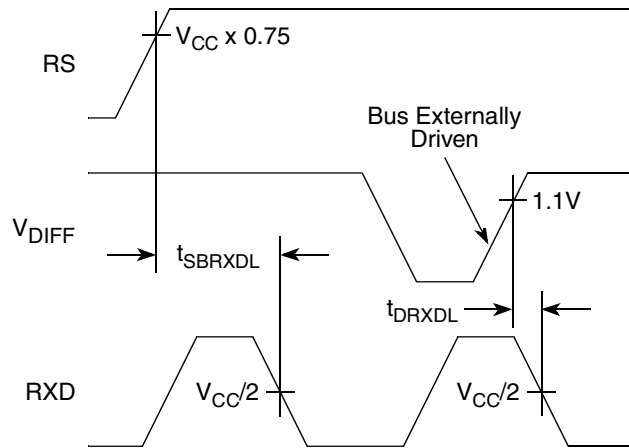 V_CC x 0.75
RS
Bus Externally
Driven
1.1V
V_DIFF
t_SBRXDL
t_DRXDL
RXD
V_CC/2
V_CC/2